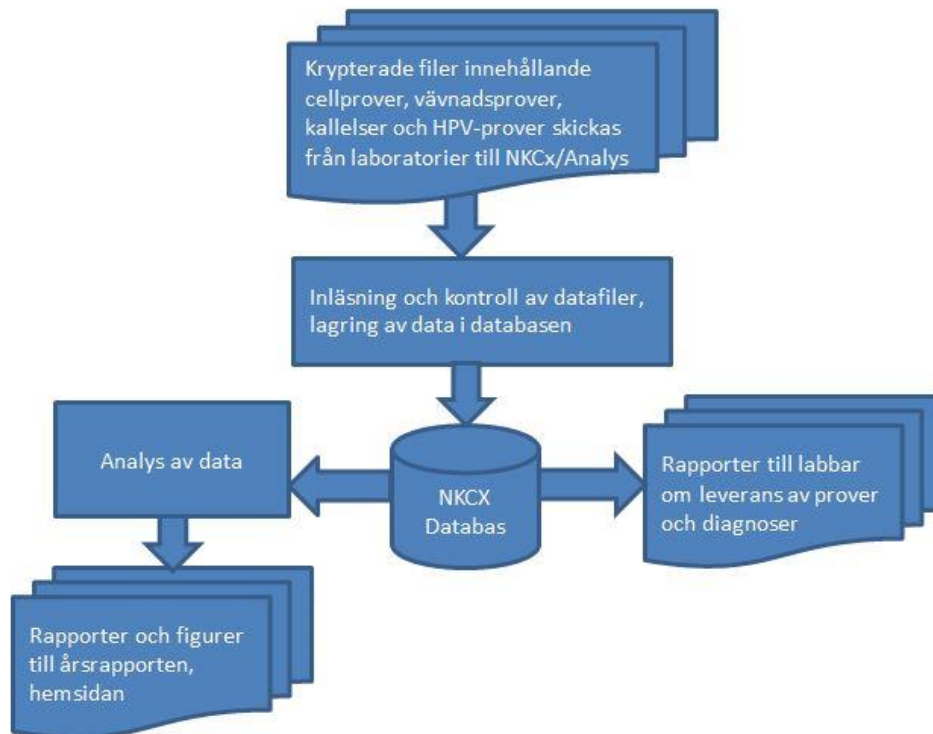 Krypterade filer innehållande
cellprover, vävnadsprover,
kallelser och HPV-prover skickas
från laboratorier till NKCx/Analys
Inläsning och kontroll av datafiler,
lagring av data i databasen
Analys av data
NKCX
Databas
Rapporter till labbar
om leverans av prover
och diagnoser
Rapporter och figurer
till årsrapporten,
hemsidan